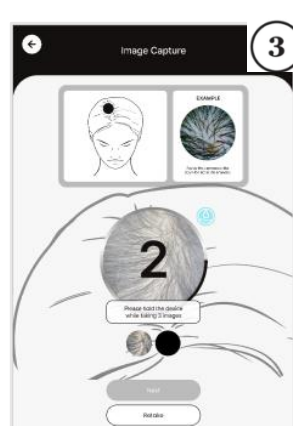 Image Capture
3
EXAMPLE
2
Please hold the device
while taking 3 images
Next
Retake